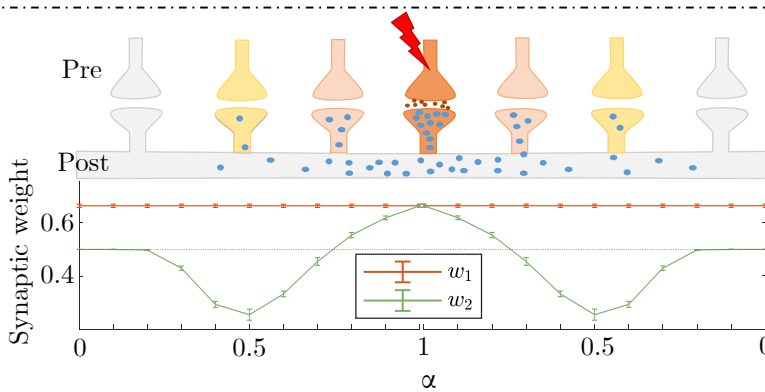 Pre
Post
Synaptic weight
0.6
0.4
w₁
w₂
0 0.5 1 0.5 0
α